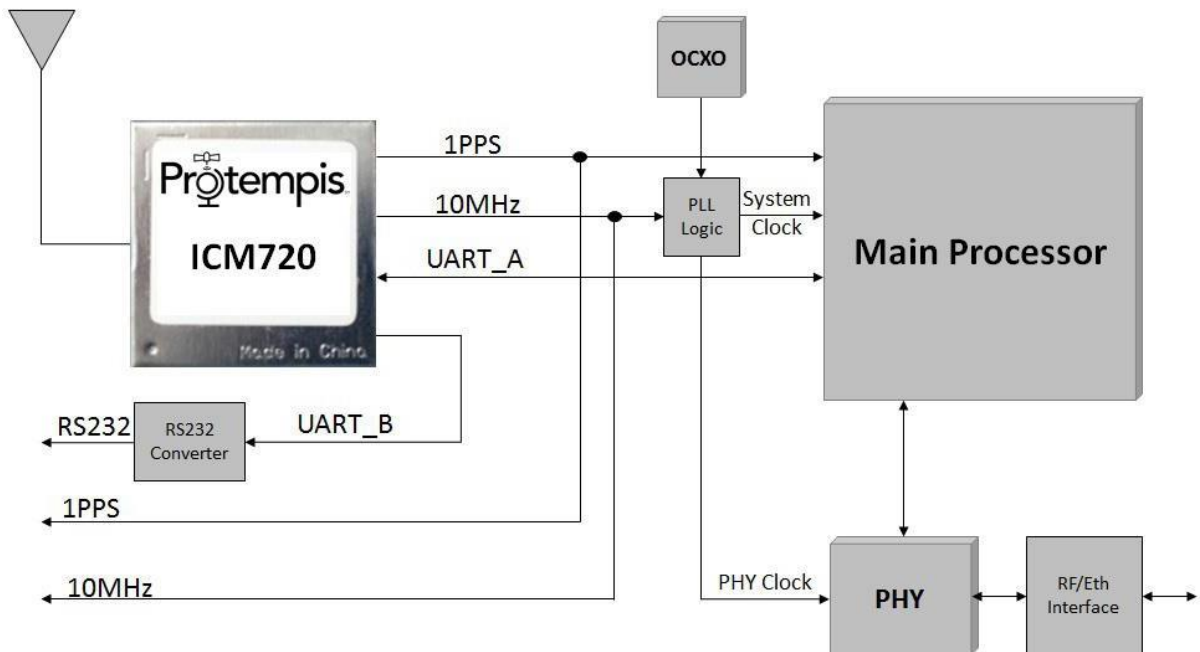 OCXO
1PPS
Protempis
10MHz
PLL
Logic
System
Clock
ICM720
UART_A
Main Processor
Made in China
RS232
RS232
Converter
UART_B
1PPS
10MHz
PHY Clock
PHY
RF/Eth
Interface